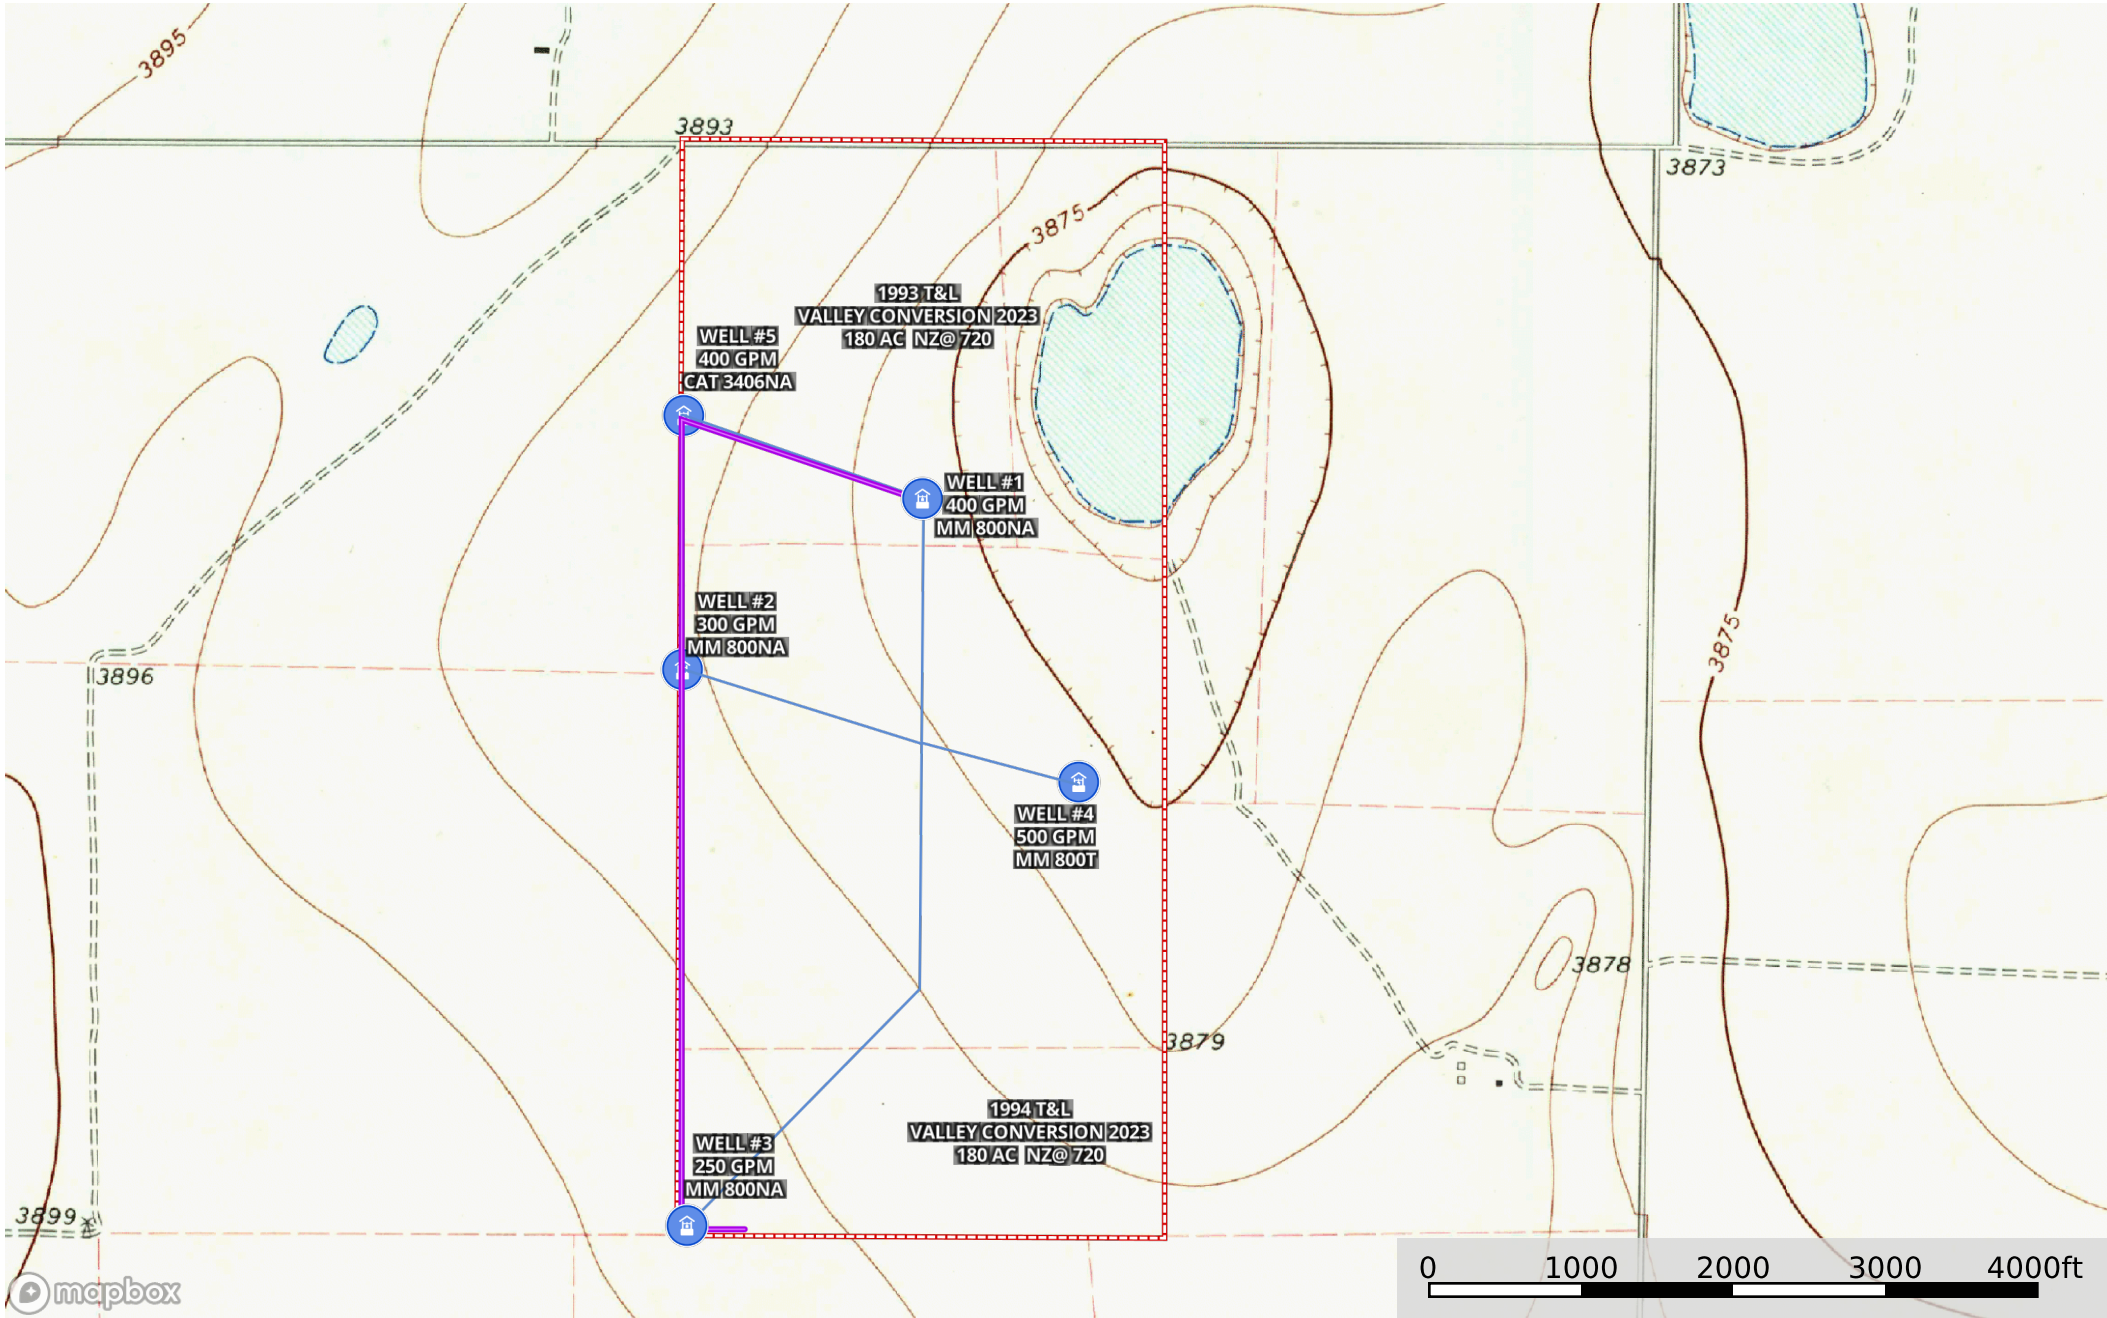 3895
3893
3873
3875
1993 T&L
VALLEY CONVERSION 2023
180 AC NZ@ 720
WELL #5
400 GPM
CAT 3406NA
WELL #1
400 GPM
MM 800NA
WELL #2
300 GPM
MM 800NA
3875
3896
WELL #4
500 GPM
MM 800T
3878
3879
1994 T&L
VALLEY CONVERSION 2023
180 AC NZ@ 720
WELL #3
250 GPM
MM 800NA
3899
0 1000 2000 3000 4000ft
mapbox